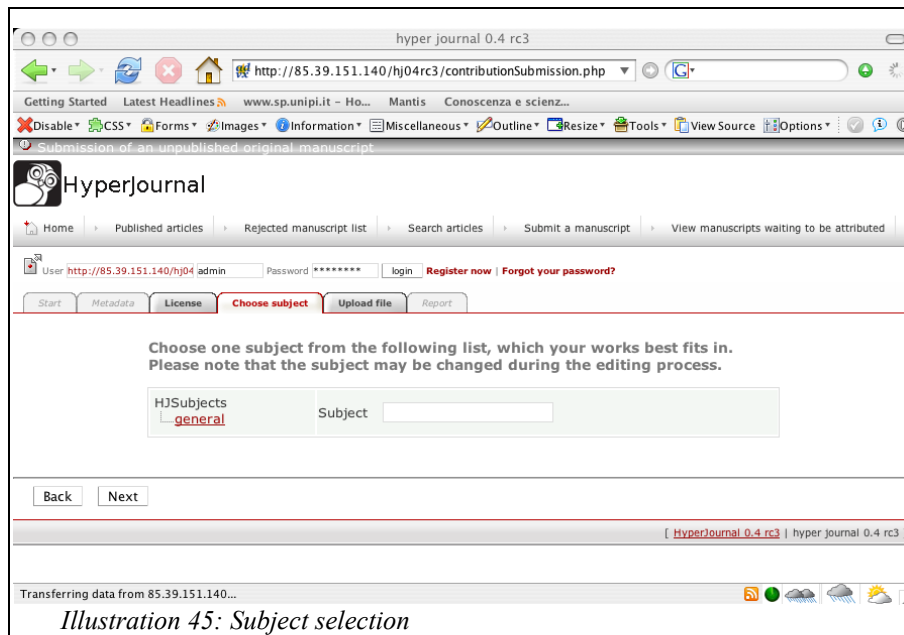 hyper journal 0.4 rc3
http://85.39.151.140/hj04rc3/contributionSubmission.php G
Getting Started Latest Headlines www.sp.unipi.it - Ho... Mantis Conoscenza e scienz...
Disable CSS Forms Images Information Miscellaneous Outline Resize Tools View Source Options
Submission of an unpublished original manuscript
HyperJournal
Home Published articles Rejected manuscript list Search articles Submit a manuscript View manuscripts waiting to be attributed
User http://85.39.151.140/hj04 admin Password ******** login Register now | Forgot your password?
Start Metadata License Choose subject Upload file Report
Choose one subject from the following list, which your works best fits in.
Please note that the subject may be changed during the editing process.
HJSubjects
general
Subject
Back Next
[ HyperJournal 0.4 rc3 | hyper journal 0.4 rc3
Transferring data from 85.39.151.140...
Illustration 45: Subject selection